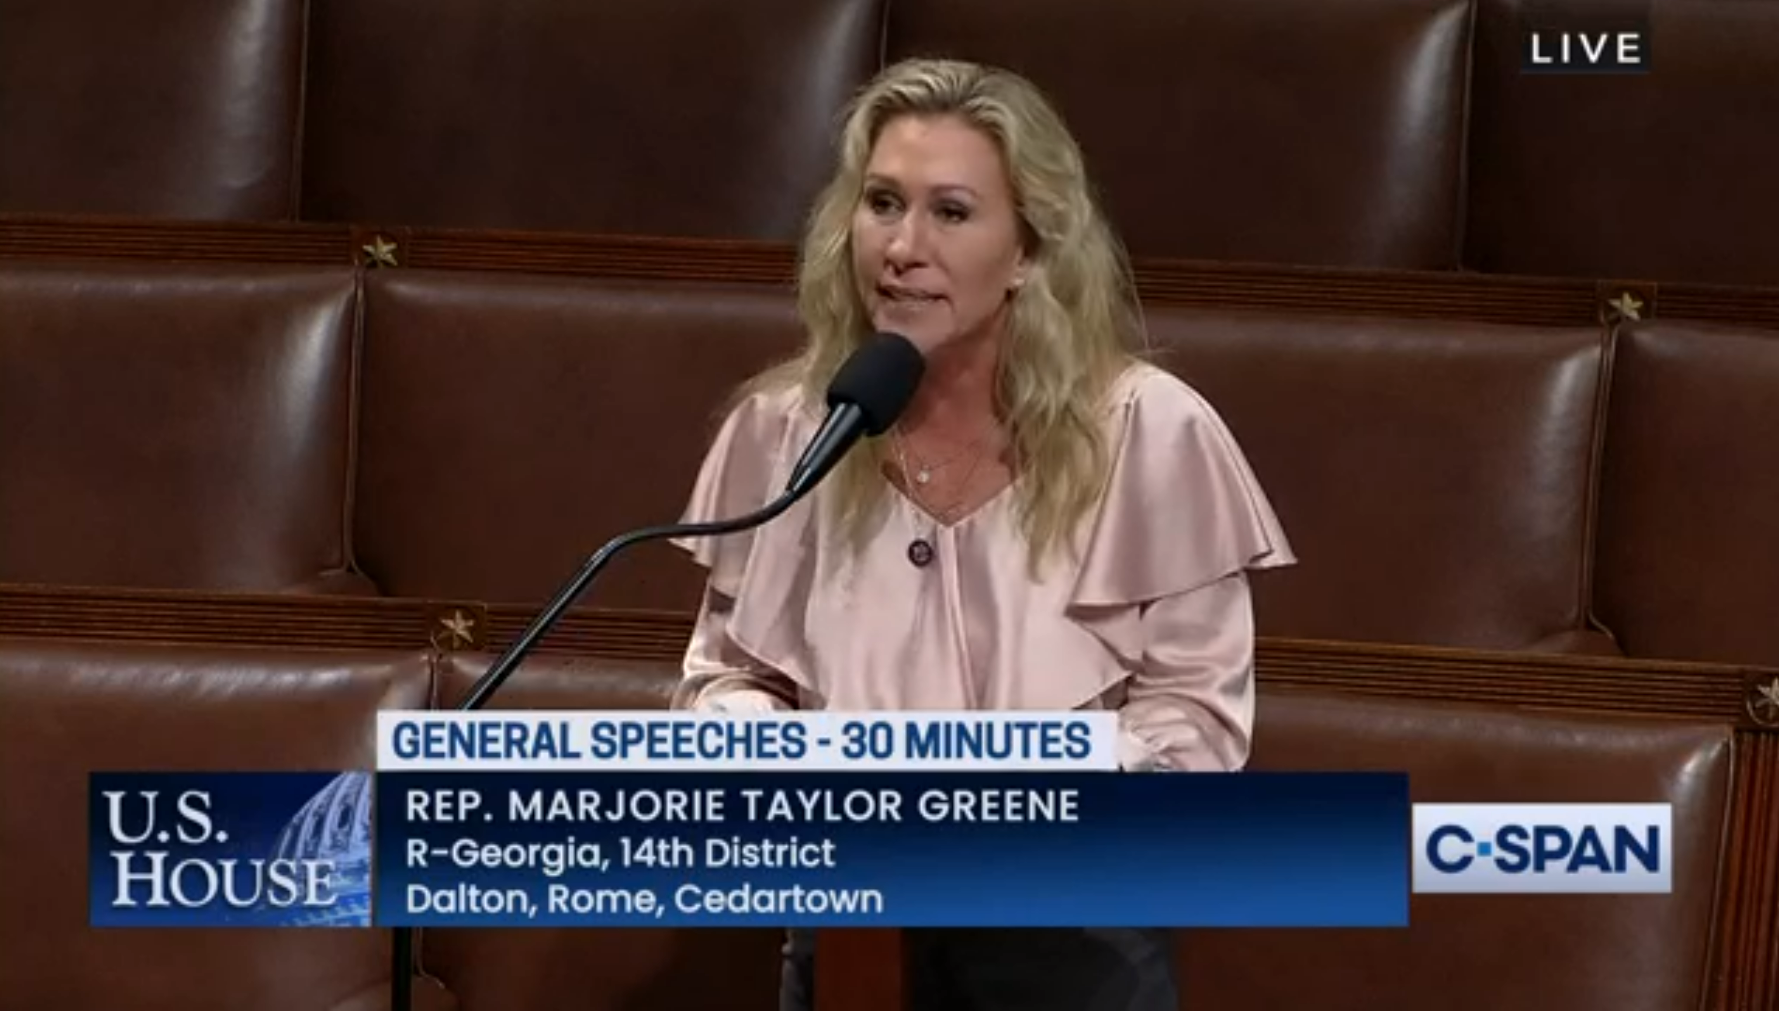 LIVE
GENERAL SPEECHES - 30 MINUTES
U.S.
HOUSE
REP. MARJORIE TAYLOR GREENE
R-Georgia, 14th District
Dalton, Rome, Cedartown
C-SPAN